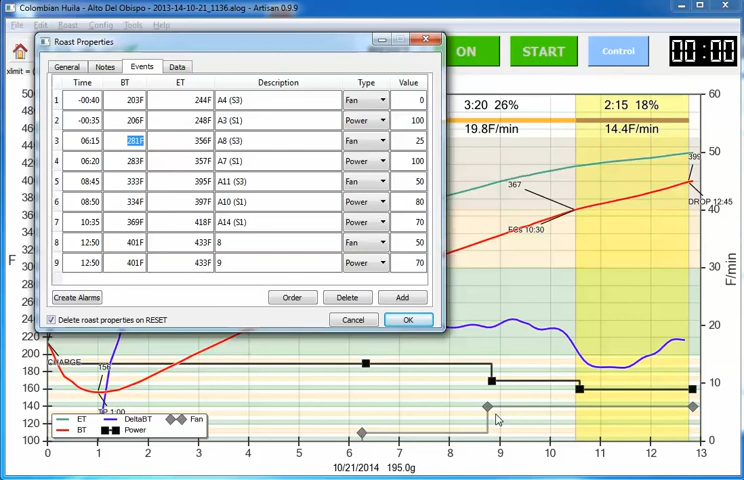 Colombian Huila - Alto Del Obispo - 2013-14-10-21_1136.alog - Artisan 0.9.9
File Edit Roast Config Tools Help
Roast Properties
ON START Control 00:00
General Notes Events Data
Time BT ET Description Type Value
1 -00:40 203F 244F A4 (S3) Fan 0
2 -00:35 206F 248F A3 (S1) Power 100
3 06:15 281F 356F A8 (S3) Fan 25
4 06:20 283F 357F A7 (S1) Power 100
5 08:45 333F 395F A11 (S3) Fan 50
6 08:50 334F 397F A10 (S1) Power 80
7 10:35 369F 418F A14 (S1) Power 70
8 12:50 401F 433F 8 Fan 50
9 12:50 401F 433F 9 Power 70
Create Alarms Order Delete Add
Delete roast properties on RESET Cancel OK
3:20 26% 2:15 18%
19.8F/min 14.4F/min
367
399
FCs 10:30
DROP 12:45
CHARGE
156
TP 1:00
F
F/min
200
180
160
140
120
100
60
50
40
30
20
10
0
ET DeltaBT Fan
BT Power
0 1 2 3 4 5 6 7 8 9 10 11 12 13
10/21/2014 195.0g